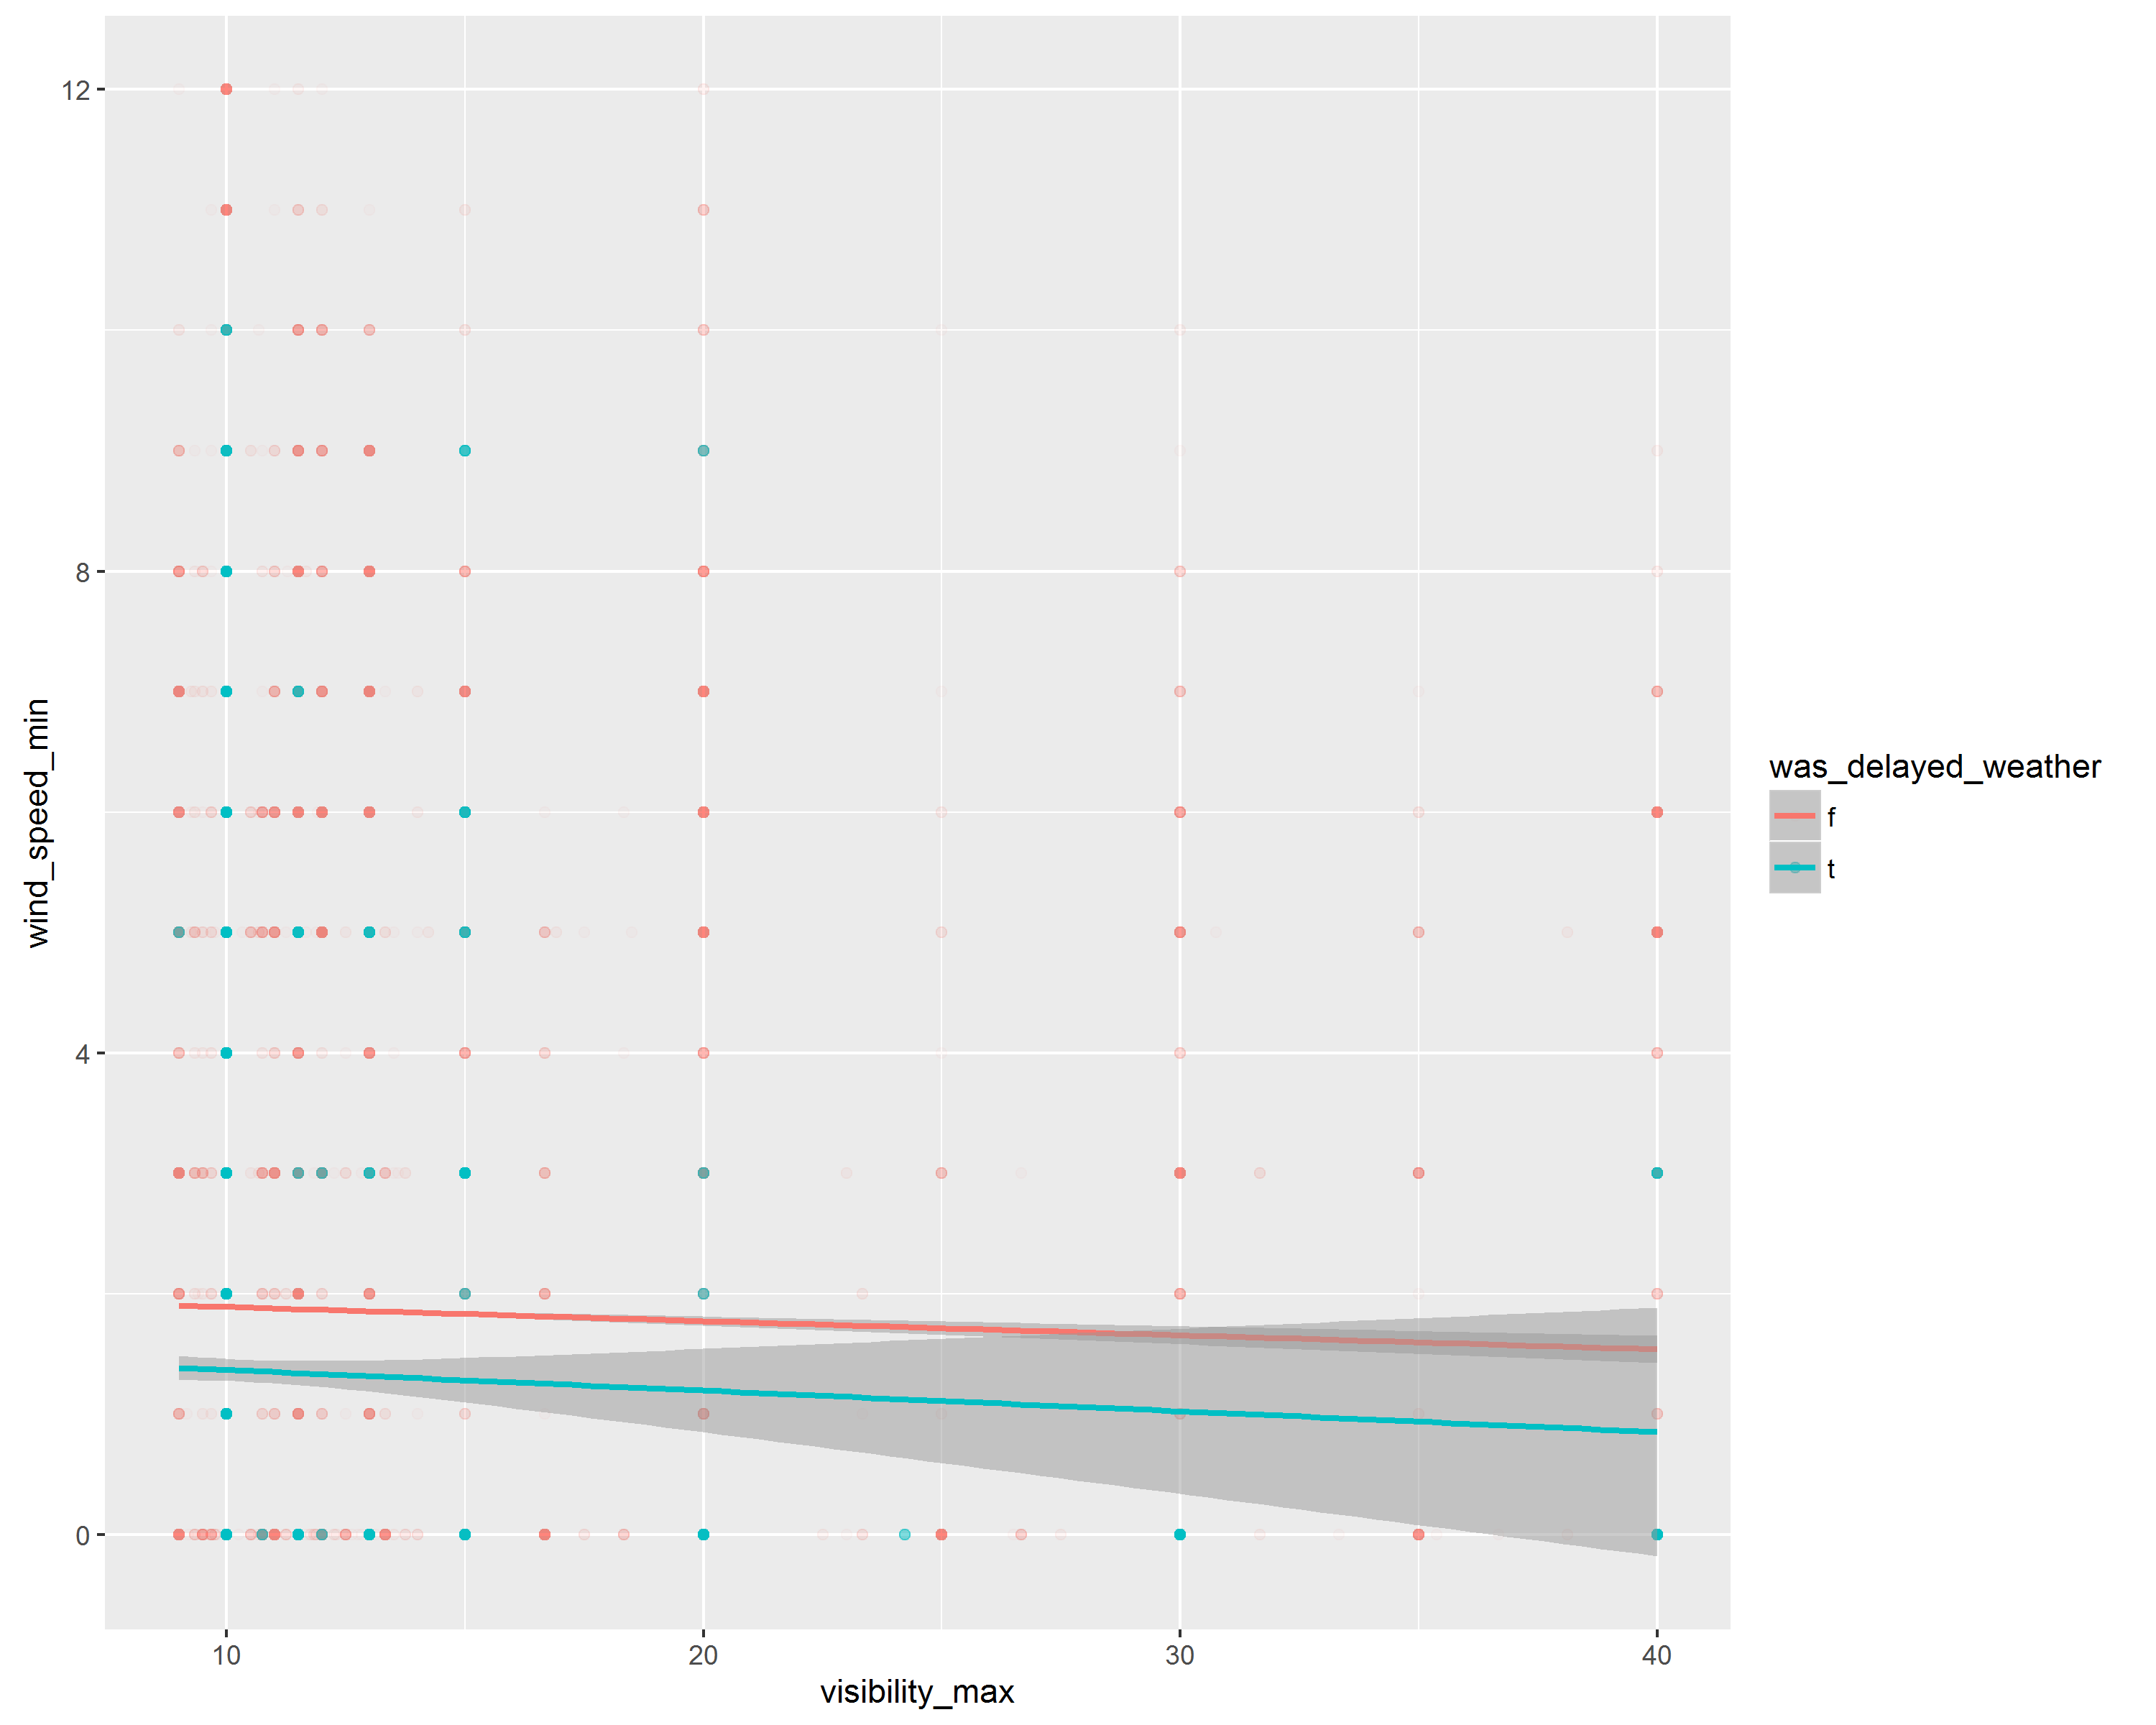 12
8
4
0
wind_speed_min
10 20 30 40
visibility_max
was_delayed_weather
f
t